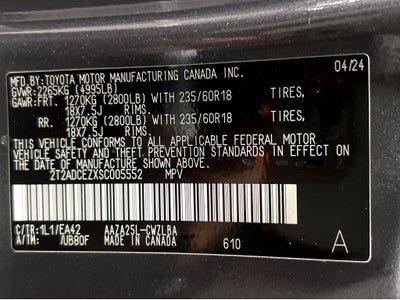 04/24
MFD.BY:TOYOTA MOTOR MANUFACTURING CANADA INC.
GVWR:2265KG (4995LB)
GAWR:FRT. 1270KG (2800LB) WITH 235/60R18 TIRES,
18X7.5J RIMS.
RR. 1270KG (2800LB) WITH 235/60R18 TIRES,
18X7.5J RIMS.
THIS VEHICLE CONFORMS TO ALL APPLICABLE FEDERAL MOTOR
VEHICLE SAFETY AND THEFT PREVENTION STANDARDS IN EFFECT ON
THE DATE OF MANUFACTURE SHOWN ABOVE.
2T2ADCEZXSC005552 MPV
C/TR:1L1/EA42 AAZA25L-CWZLBA
A/TM: /UB80F MADE IN CANADA 610 A